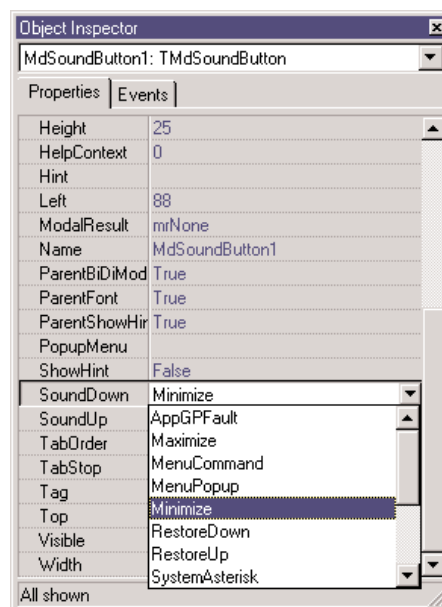 Object Inspector
MdSoundButton1: TMdSoundButton
Properties Events
Height 25
HelpContext 0
Hint
Left 88
ModalResult mrNone
Name MdSoundButton1
ParentBiDiMod True
ParentFont True
ParentShowHir True
PopupMenu
ShowHint False
SoundDown Minimize
SoundUp AppGPFault
TabOrder Maximize
TabStop MenuCommand
Tag MenuPopup
Top Minimize
Visible RestoreDown
Width RestoreUp
SystemAsterisk
All shown